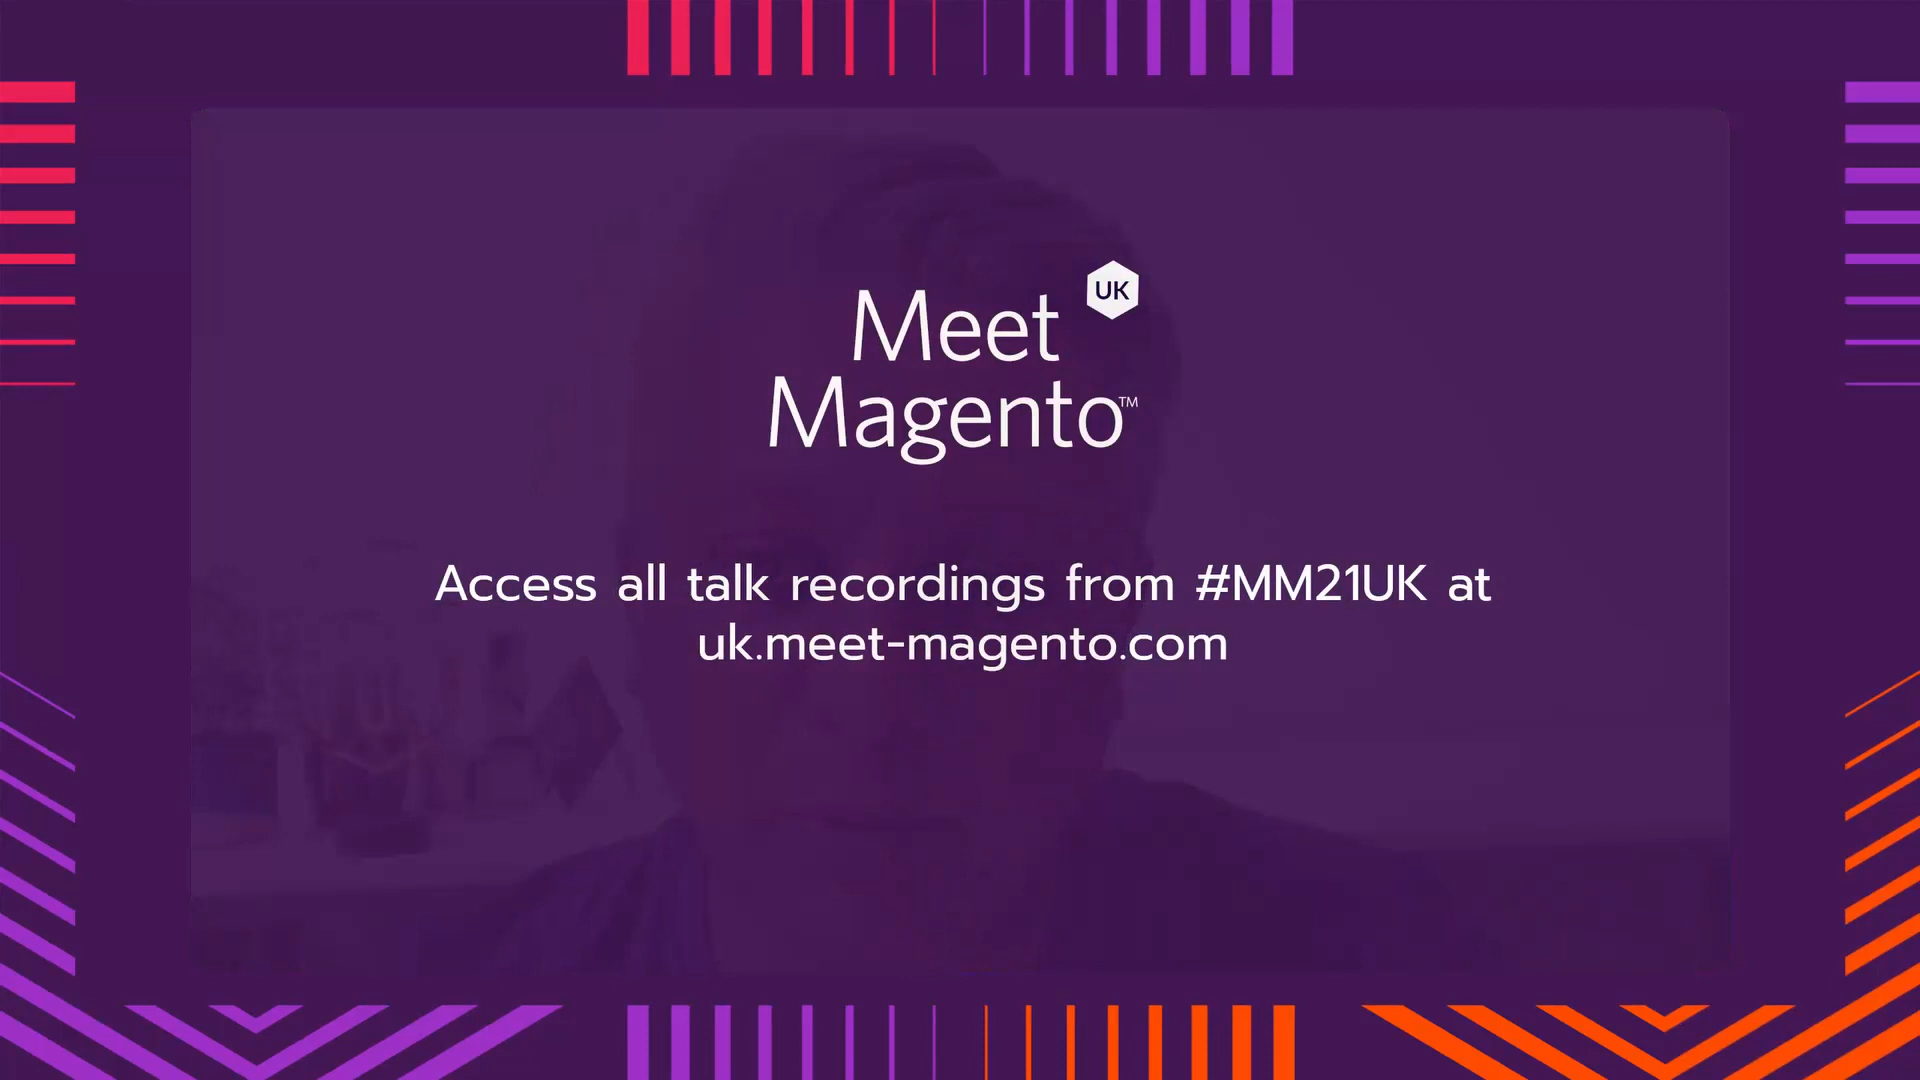 UK
Meet
Magento™
Access all talk recordings from #MM21UK at
uk.meet-magento.com